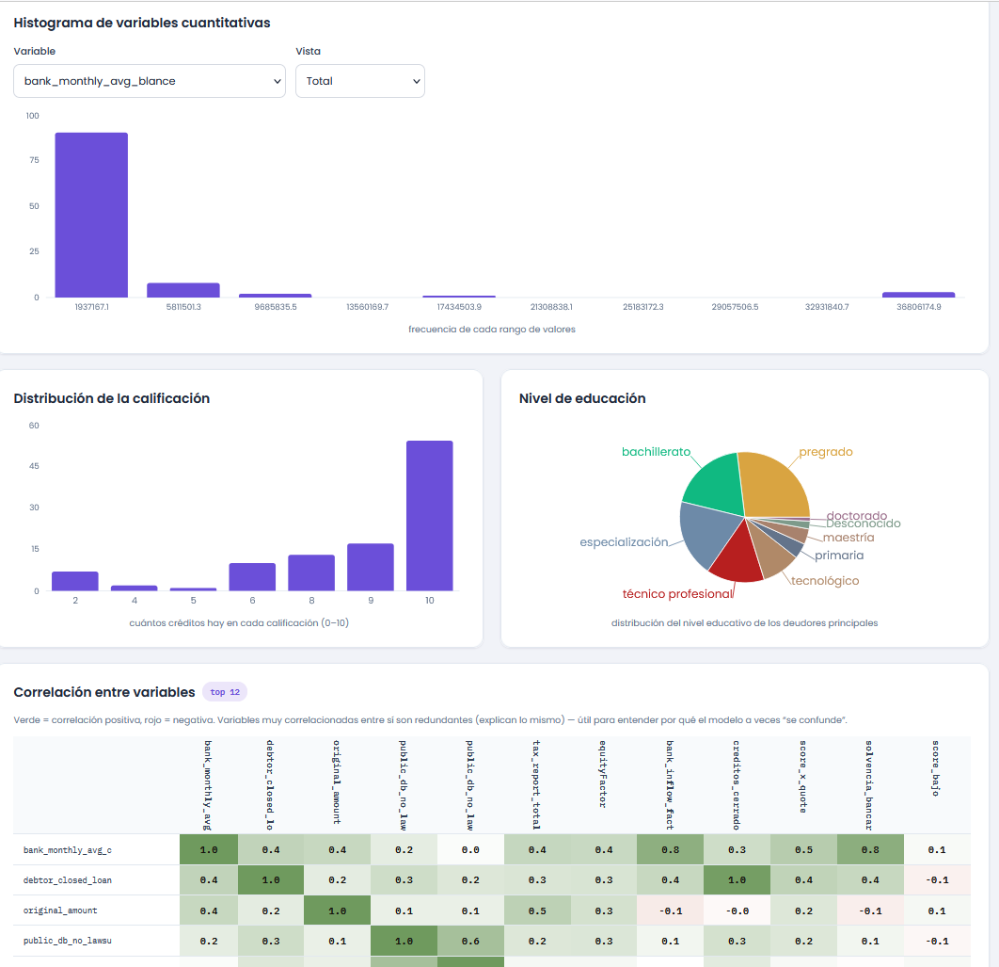 Histograma de variables cuantitativas
Variable Vista
bank_monthly_avg_blance Total
100
75
50
25
0
1937167.1 5811501.3 9685835.5 13560169.7 17434503.9 21308838.1 25183172.3 29057506.5 32931840.7 36806174.9
frecuencia de cada rango de valores
Distribución de la calificación
60
45
30
15
0
2 4 5 6 8 9 10
cuántos créditos hay en cada calificación (0–10)
Nivel de educación
bachillerato
pregrado
doctorado
Desconocido
maestría
especialización
primaria
tecnológico
técnico profesional
distribución del nivel educativo de los deudores principales
Correlación entre variables top 12
Verde = correlación positiva, rojo = negativa. Variables muy correlacionadas entre sí son redundantes (explican lo mismo) — útil para entender por qué el modelo a veces “se confunde”.
bank_monthly_avg debtor_closed_lo original_amount public_db_no_law public_db_no_law tax_report_total equityFactor bank_inflow_fact creditos_cerrado score_x_quota solvencia_bancar score_bajo
bank_monthly_avg_c 1.0 0.4 0.4 0.2 0.0 0.4 0.4 0.8 0.3 0.5 0.8 0.1
debtor_closed_loan 0.4 1.0 0.2 0.3 0.2 0.3 0.3 0.4 1.0 0.4 0.4 -0.1
original_amount 0.4 0.2 1.0 0.1 0.1 0.5 0.3 -0.1 -0.0 0.2 -0.1 0.1
public_db_no_lawsu 0.2 0.3 0.1 1.0 0.6 0.2 0.3 0.1 0.3 0.2 0.1 -0.1